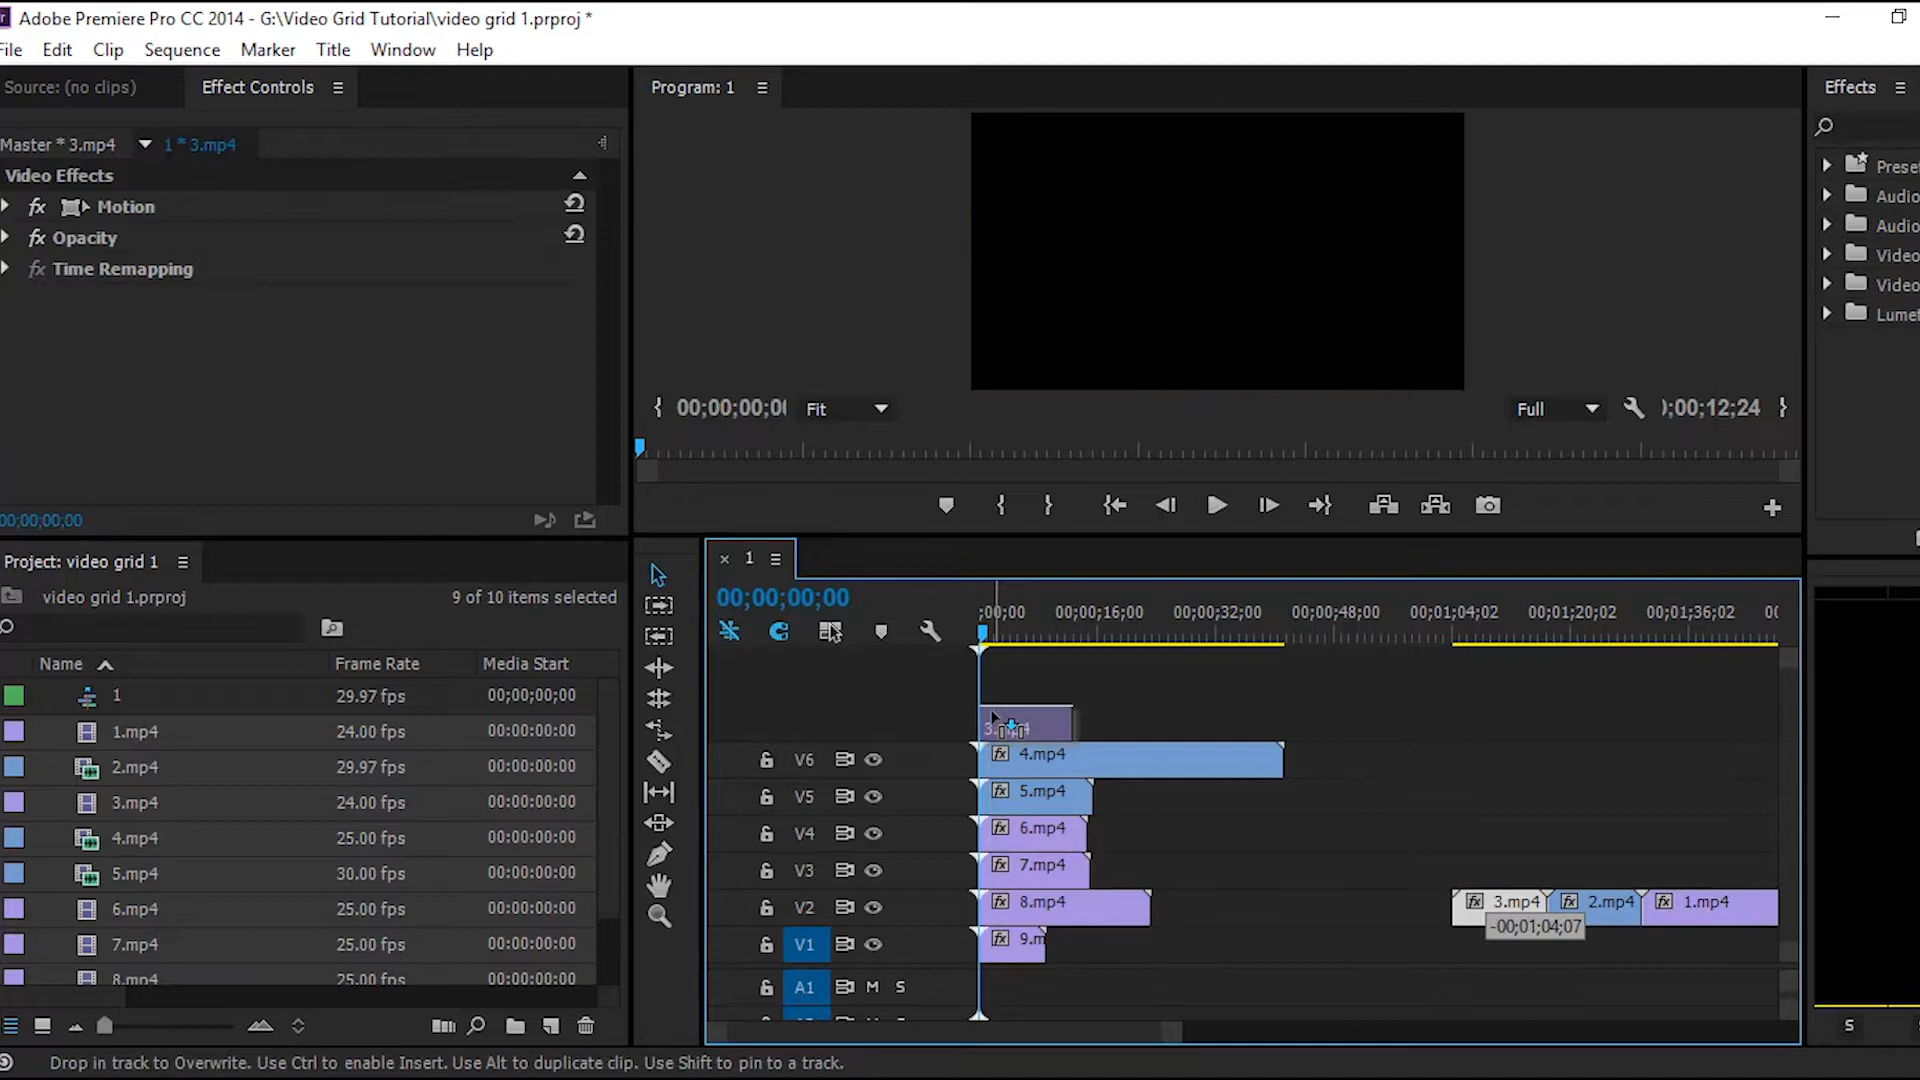 Adobe Premiere Pro CC 2014 - G:\Video Grid Tutorial\video grid 1.prproj *
File Edit Clip Sequence Marker Title Window Help
Source: (no clips) Effect Controls
Program: 1
Effects
Master * 3.mp4 1 * 3.mp4
Video Effects
fx Motion
fx Opacity
fx Time Remapping
Prese
Audio
Audio
Video
Video
Lumet
00;00;00;0 Fit Full ;00;12;24
00;00;00;00
Project: video grid 1
video grid 1.prproj 9 of 10 items selected
Name Frame Rate Media Start
1 29.97 fps 00;00;00;00
1.mp4 24.00 fps 00:00:00:00
2.mp4 29.97 fps 00:00:00:00
3.mp4 24.00 fps 00:00:00:00
4.mp4 25.00 fps 00:00:00:00
5.mp4 30.00 fps 00:00:00:00
6.mp4 25.00 fps 00:00:00:00
7.mp4 25.00 fps 00:00:00:00
8.mp4 25.00 fps 00:00:00:00
1
00;00;00;00
;00;00 00;00;16;00 00;00;32;00 00;00;48;00 00;01;04;02 00;01;20;02 00;01;36;02 00
3.mp4
V6 fx 4.mp4
V5 fx 5.mp4
V4 fx 6.mp4
V3 fx 7.mp4
V2 fx 8.mp4 fx 3.mp4 fx 2.mp4 fx 1.mp4
-00;01;04;07
V1 fx 9.m
A1 M S
S
Drop in track to Overwrite. Use Ctrl to enable Insert. Use Alt to duplicate clip. Use Shift to pin to a track.